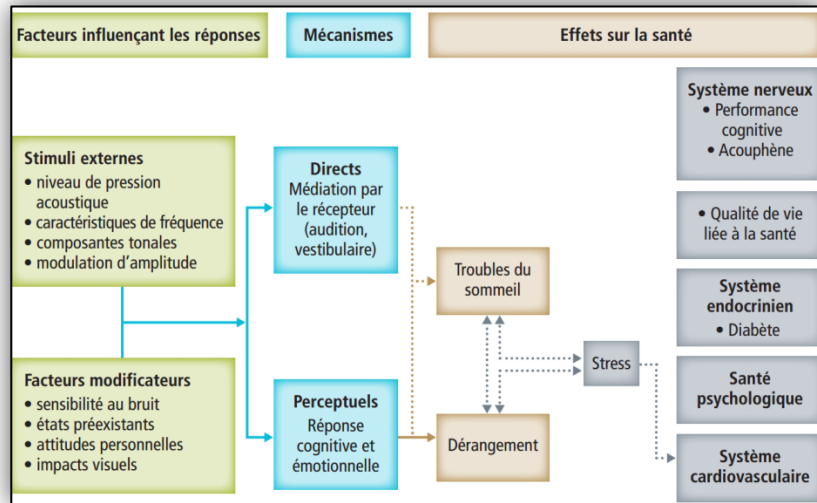 Facteurs influençant les réponses
Mécanismes
Effets sur la santé
Stimuli externes
• niveau de pression
acoustique
• caractéristiques de fréquence
• composantes tonales
• modulation d'amplitude
Facteurs modificateurs
• sensibilité au bruit
• états préexistants
• attitudes personnelles
• impacts visuels
Directs
Médiation par
le récepteur
(audition,
vestibulaire)
Perceptuels
Réponse
cognitive et
émotionnelle
Troubles du
sommeil
Dérangement
Stress
Système nerveux
• Performance
cognitive
• Acouphène
• Qualité de vie
liée à la santé
Système
endocrinien
• Diabète
Santé
psychologique
Système
cardiovasculaire